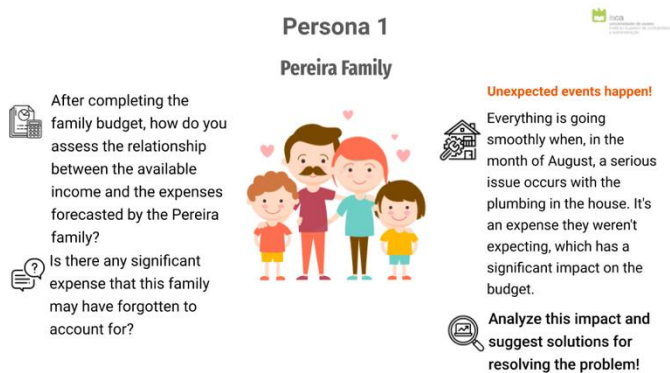 Persona 1
Pereira Family
After completing the
family budget, how do you
assess the relationship
between the available
income and the expenses
forecasted by the Pereira
family?
Is there any significant
expense that this family
may have forgotten to
account for?
Unexpected events happen!
Everything is going
smoothly when, in the
month of August, a serious
issue occurs with the
plumbing in the house. It's
an expense they weren't
expecting, which has a
significant impact on the
budget.
Analyze this impact and
suggest solutions for
resolving the problem!